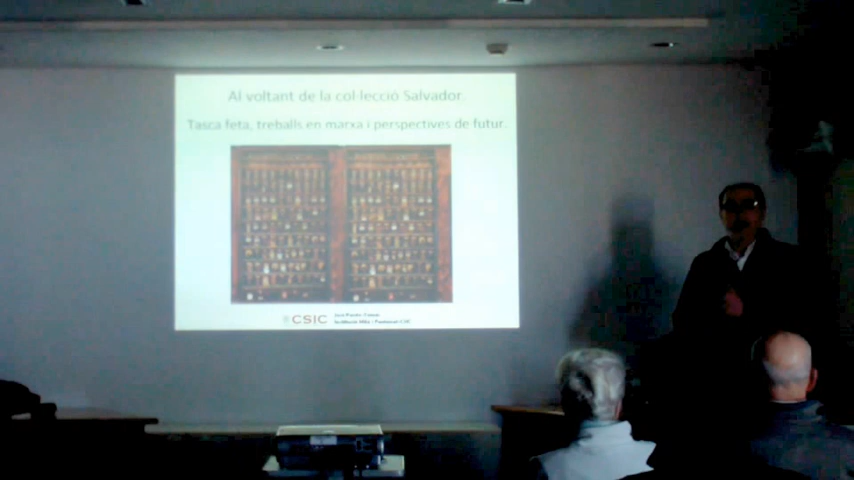 Al voltant de la col·lecció Salvador.
Tasca feta, treballs en marxa i perspectives de futur.
CSIC